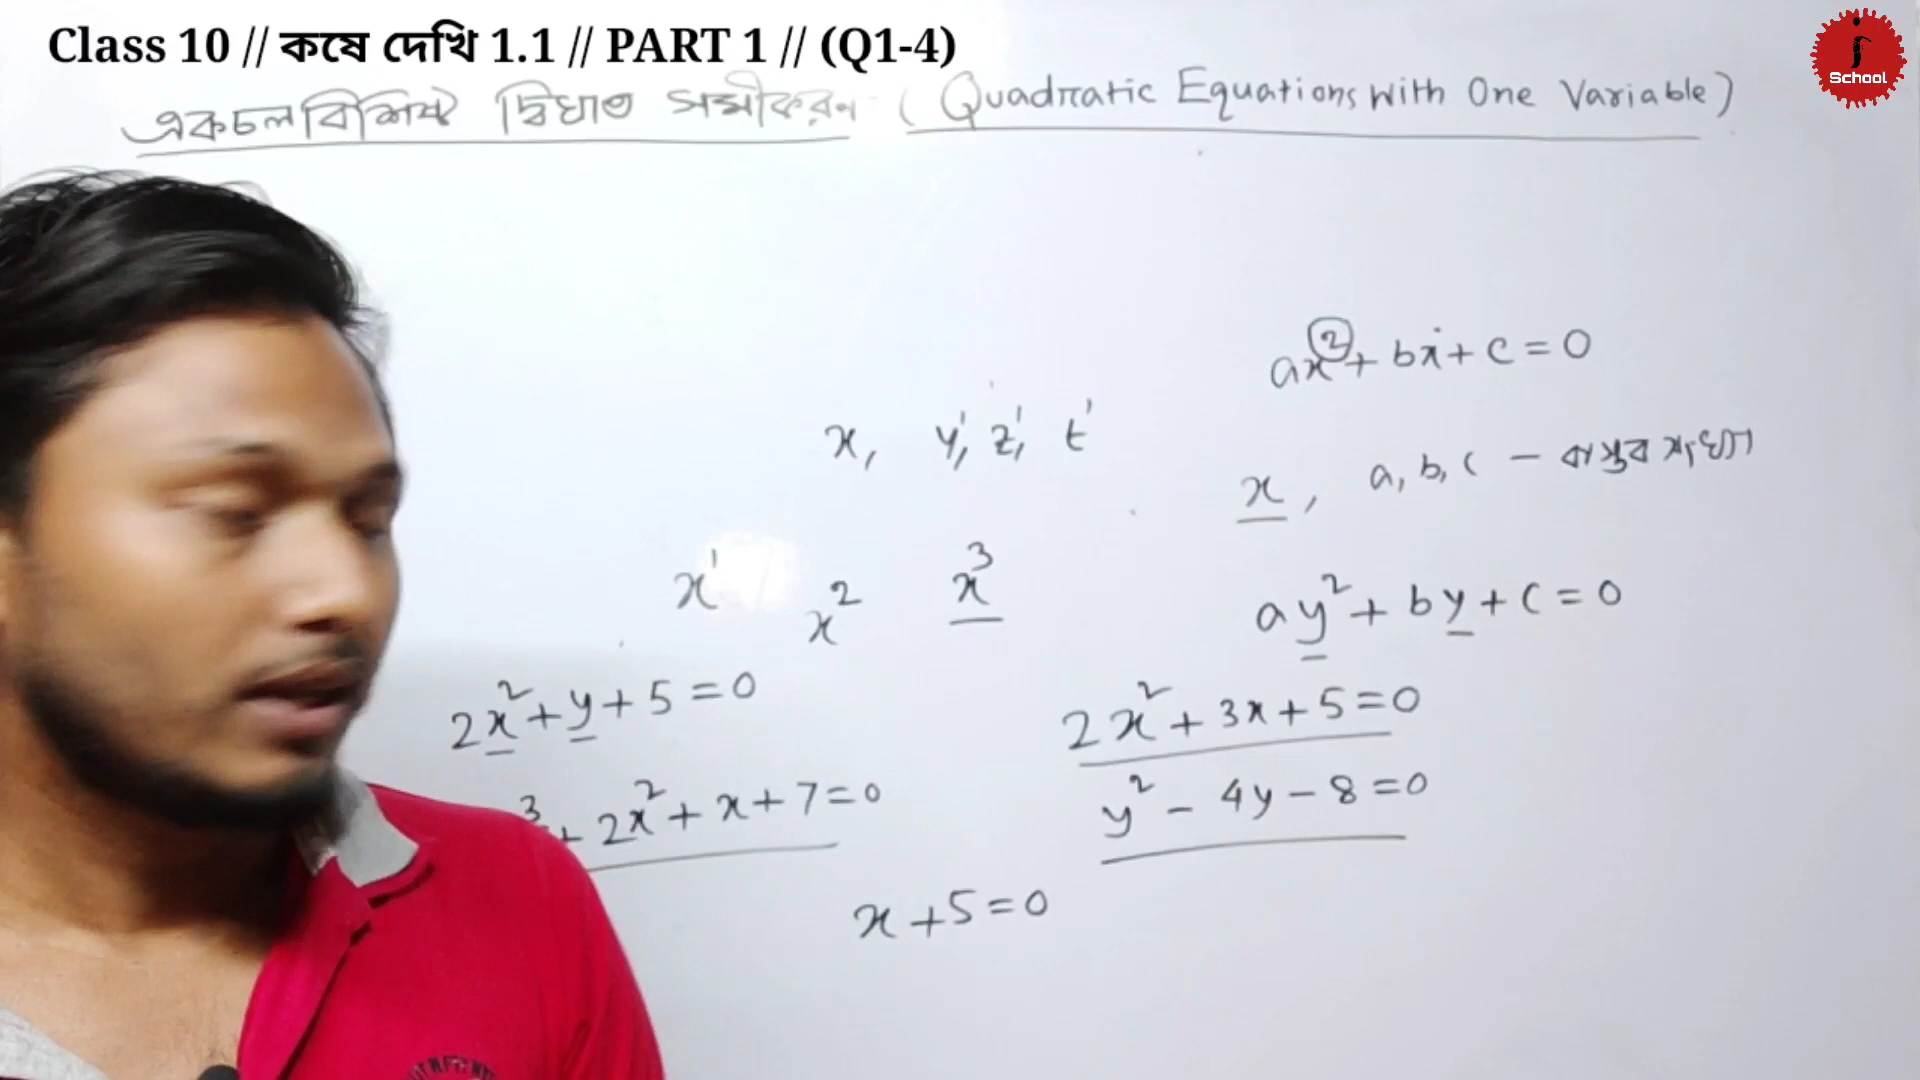 Class 10 // কষে দেখি 1.1 // PART 1 // (Q1-4)
School
একচলবিশিষ্ট দ্বিঘাত সমীকরণ (Quadratic Equations With One Variable)
ax² + bx + c = 0
x, y', z', t'
x, a, b, c – বাস্তব সংখ্যা
x' x² x³
ay² + by + c = 0
2x² + y + 5 = 0
2x² + 3x + 5 = 0
³ + 2x² + x + 7 = 0
y² – 4y – 8 = 0
x + 5 = 0